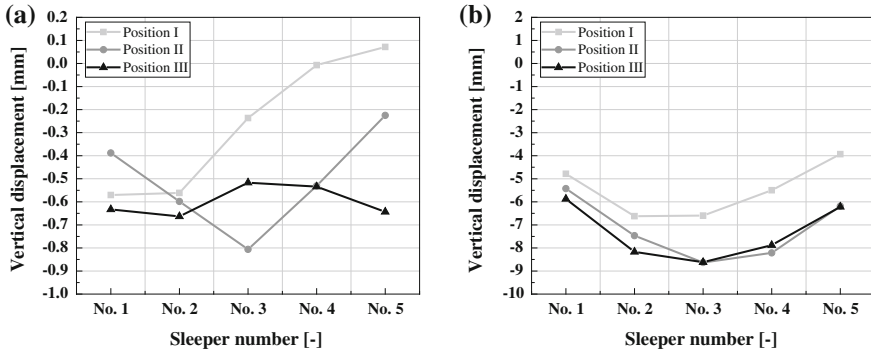 (a)
0.2
0.1
0.0
-0.1
-0.2
-0.3
-0.4
-0.5
-0.6
-0.7
-0.8
-0.9
-1.0
Vertical displacement [mm]
Position I
Position II
Position III
No. 1 No. 2 No. 3 No. 4 No. 5
Sleeper number [-]
(b)
2
1
0
-1
-2
-3
-4
-5
-6
-7
-8
-9
-10
Vertical displacement [mm]
Position I
Position II
Position III
No. 1 No. 2 No. 3 No. 4 No. 5
Sleeper number [-]